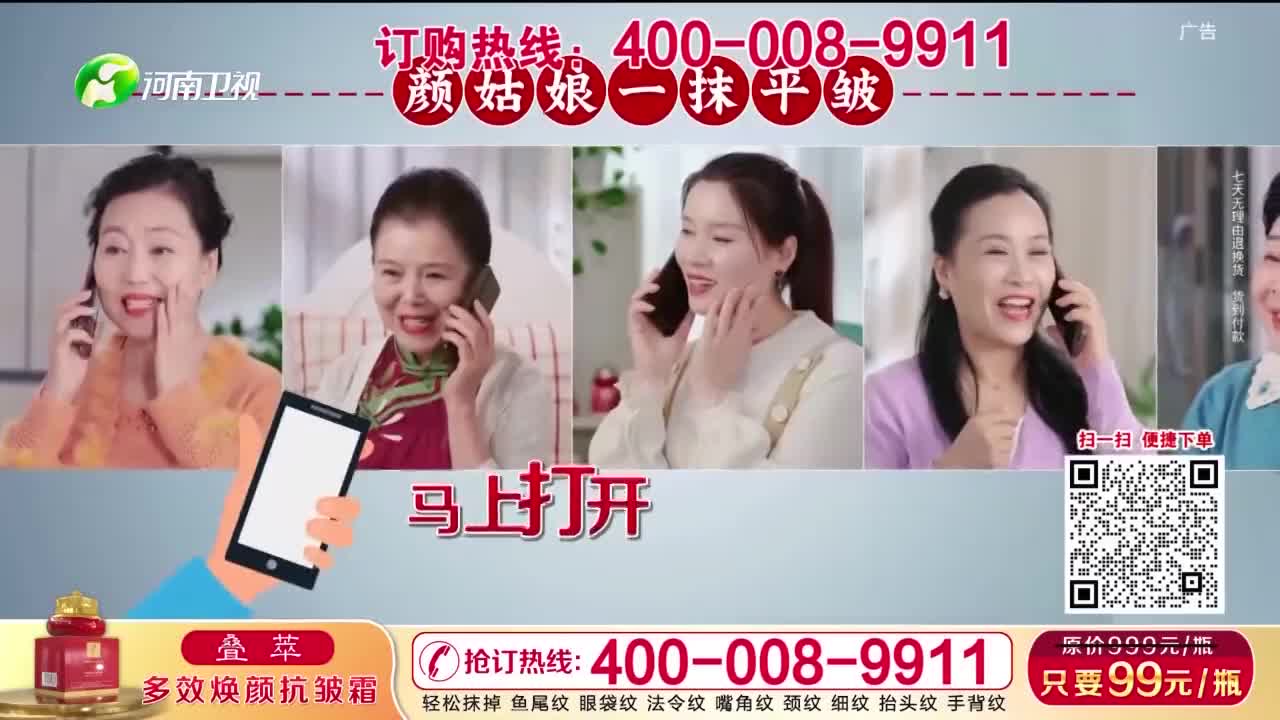 订购热线：400-008-9911
广告
河南卫视
颜姑娘一抹平皱
七天无理由退换货 货到付款
扫一扫 便捷下单
马上打开
叠萃
多效焕颜抗皱霜
抢订热线：400-008-9911
轻松抹掉 鱼尾纹 眼袋纹 法令纹 嘴角纹 颈纹 细纹 抬头纹 手背纹
原价999元/瓶
只要99元/瓶